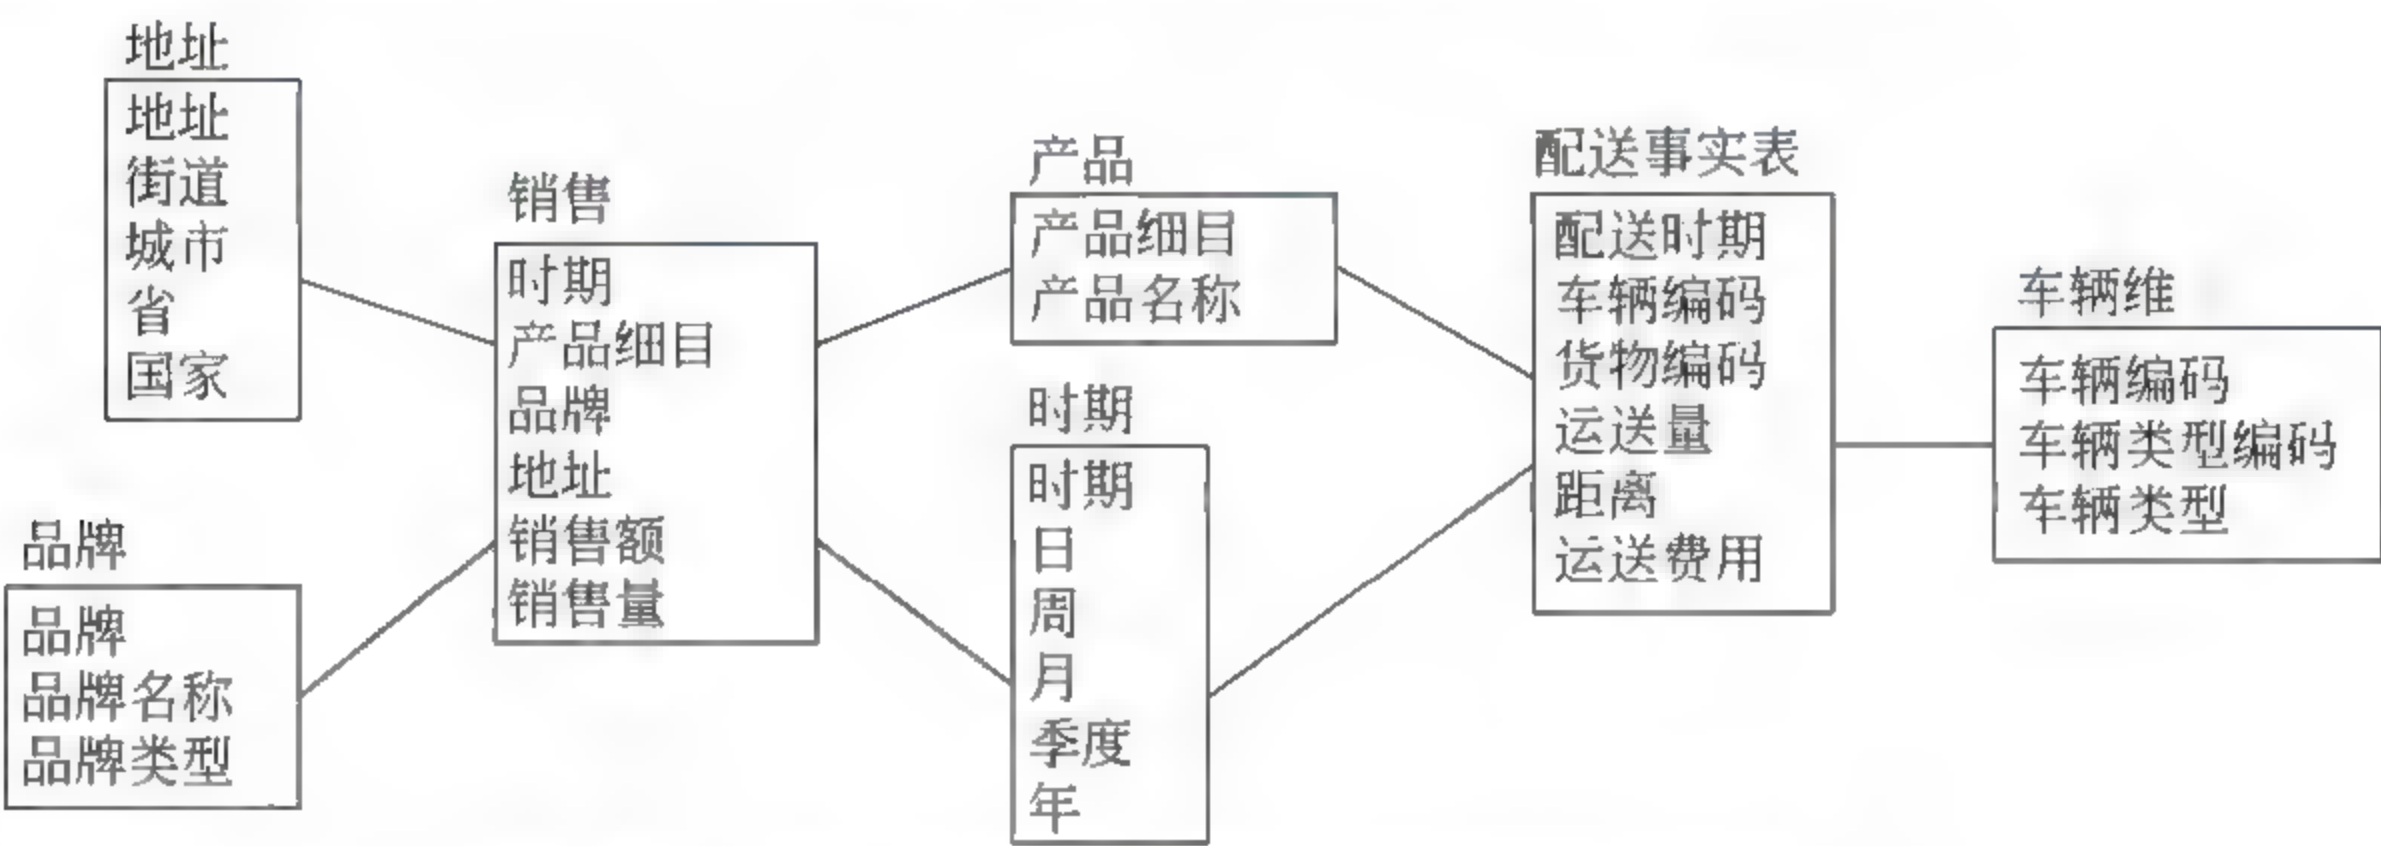 地址
地址
街道
城市
省
国家
品牌
品牌
品牌名称
品牌类型
销售
时期
产品细目
品牌
地址
销售额
销售量
产品
产品细目
产品名称
时期
时期
日
周
月
季度
年
配送事实表
配送时期
车辆编码
货物编码
运送量
距离
运送费用
车辆维
车辆编码
车辆类型编码
车辆类型